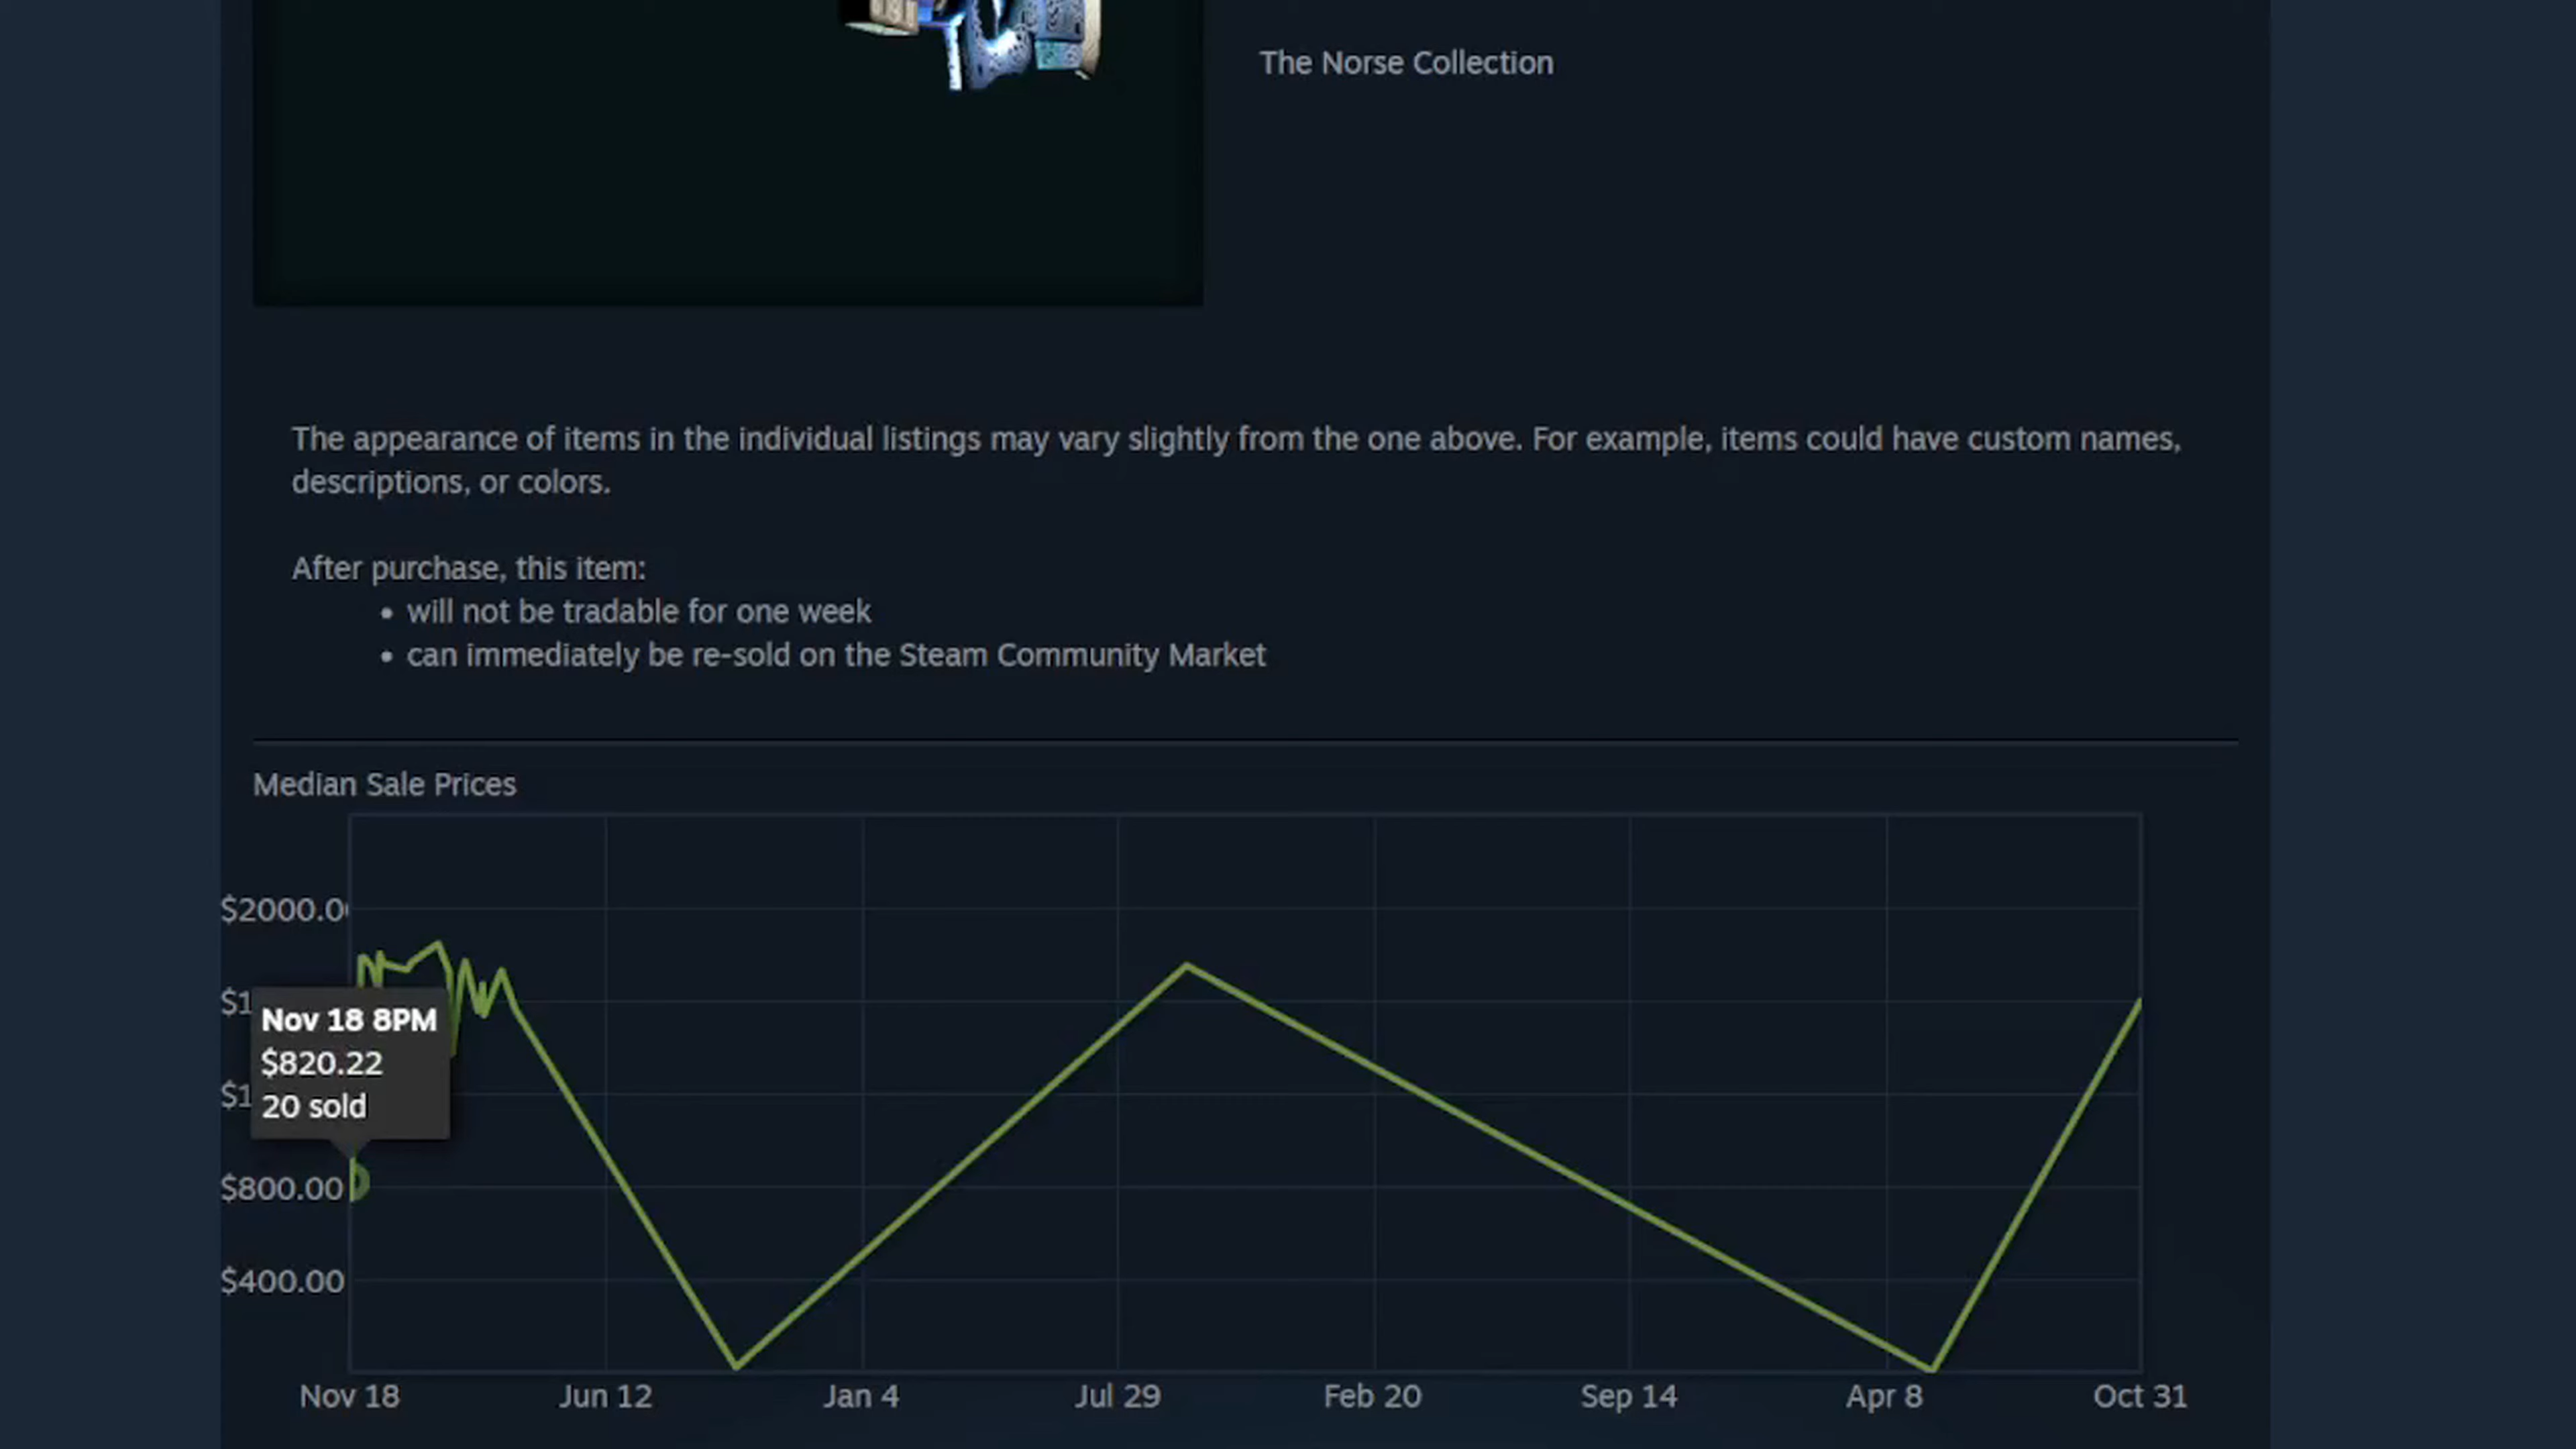 The Norse Collection
The appearance of items in the individual listings may vary slightly from the one above. For example, items could have custom names,
descriptions, or colors.
After purchase, this item:
• will not be tradable for one week
• can immediately be re-sold on the Steam Community Market
Median Sale Prices
$2000.0
$1
Nov 18 8PM
$820.22
$1
20 sold
$800.00
$400.00
Nov 18 Jun 12 Jan 4 Jul 29 Feb 20 Sep 14 Apr 8 Oct 31